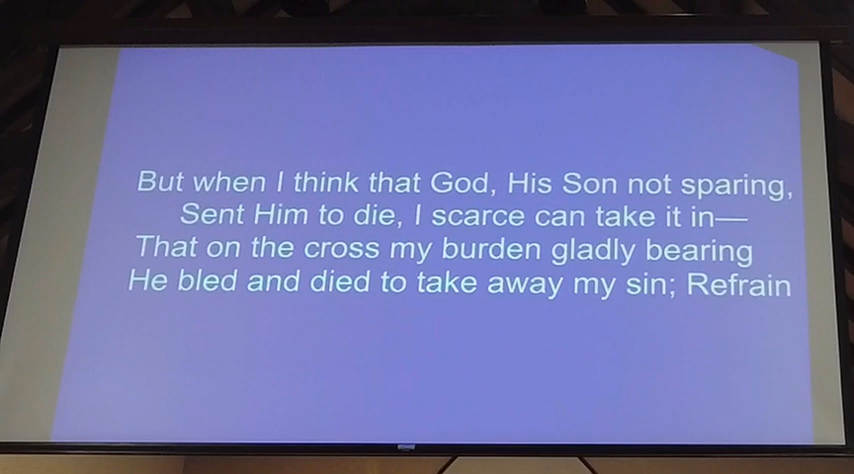 But when I think that God, His Son not sparing,
Sent Him to die, I scarce can take it in—
That on the cross my burden gladly bearing
He bled and died to take away my sin; Refrain